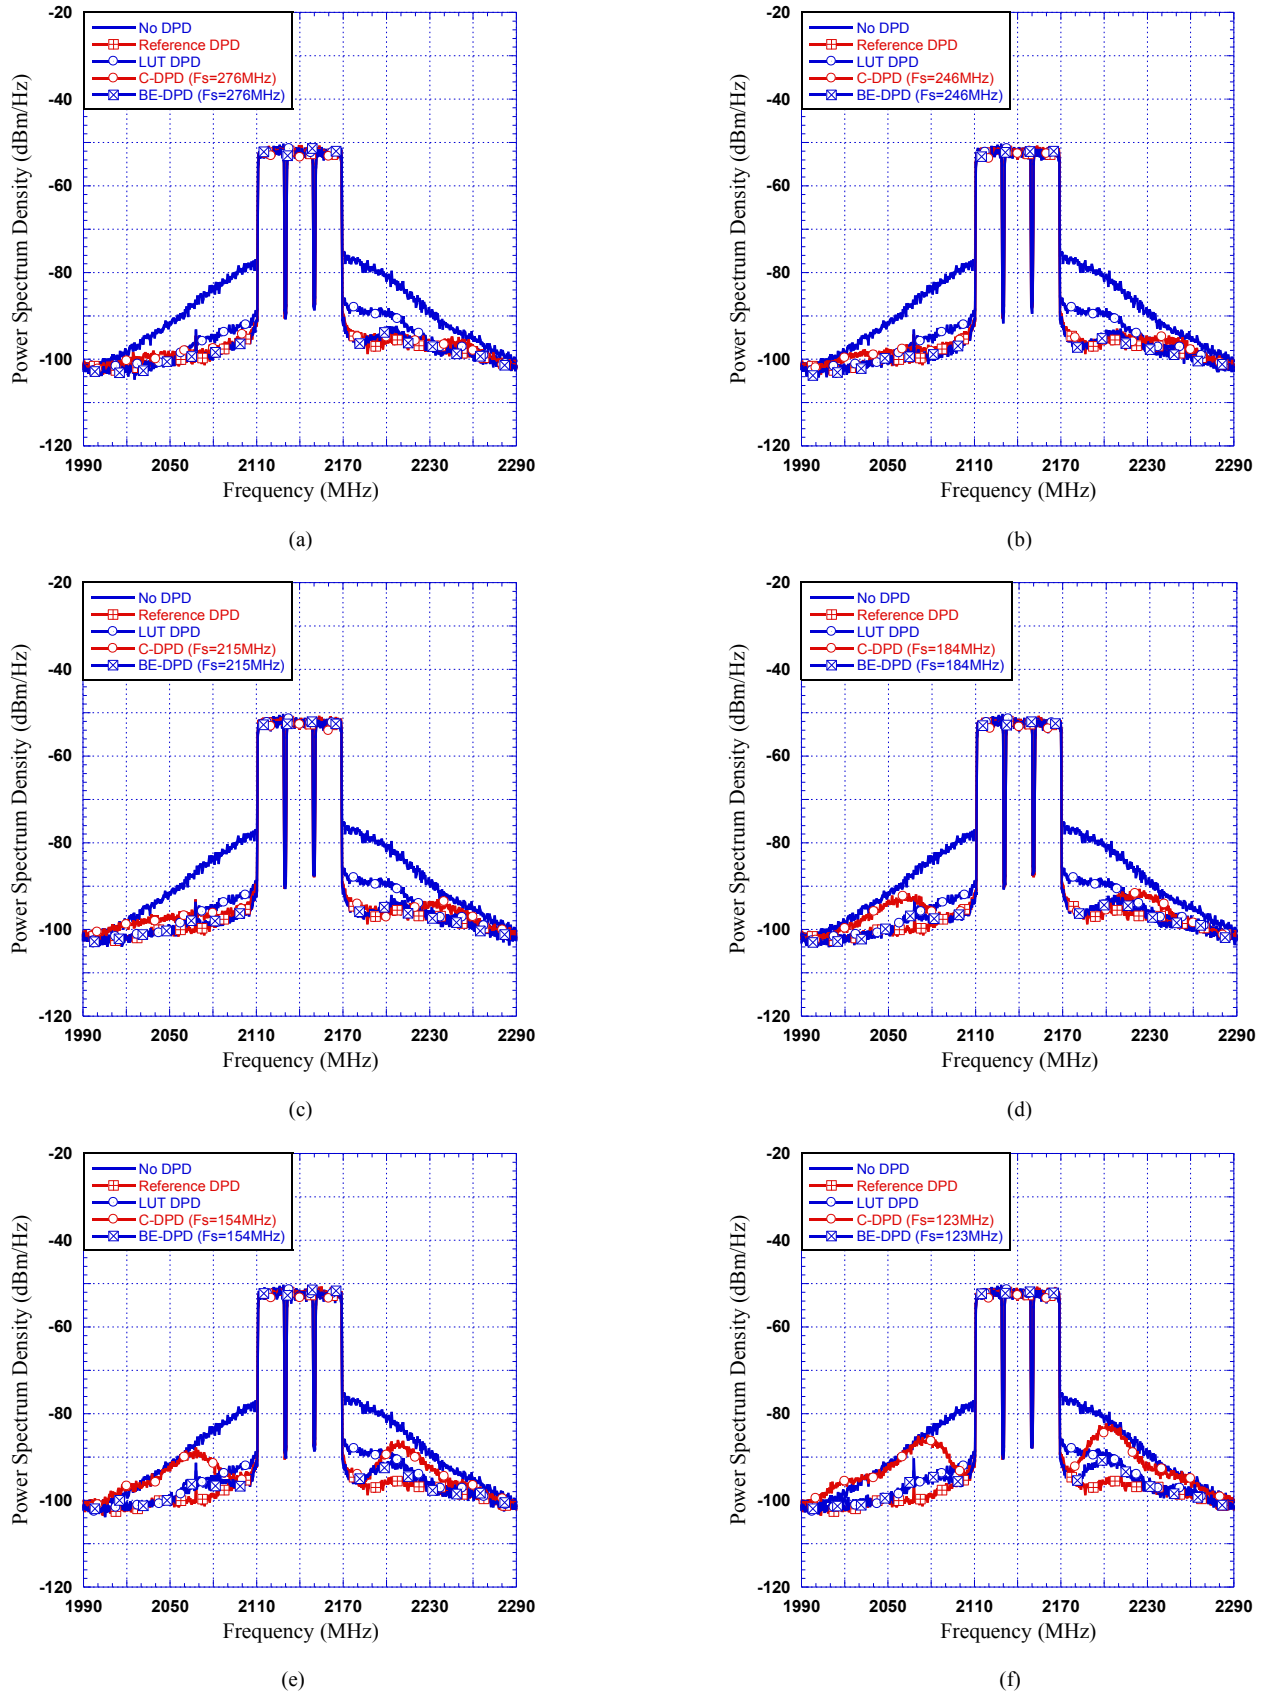 -20
-40
-60
-80
-100
-120
Power Spectrum Density (dBm/Hz)
No DPD
Reference DPD
LUT DPD
C-DPD (Fs=276MHz)
BE-DPD (Fs=276MHz)
1990 2050 2110 2170 2230 2290
Frequency (MHz)
(a)
-20
-40
-60
-80
-100
-120
Power Spectrum Density (dBm/Hz)
No DPD
Reference DPD
LUT DPD
C-DPD (Fs=246MHz)
BE-DPD (Fs=246MHz)
1990 2050 2110 2170 2230 2290
Frequency (MHz)
(b)
-20
-40
-60
-80
-100
-120
Power Spectrum Density (dBm/Hz)
No DPD
Reference DPD
LUT DPD
C-DPD (Fs=215MHz)
BE-DPD (Fs=215MHz)
1990 2050 2110 2170 2230 2290
Frequency (MHz)
(c)
-20
-40
-60
-80
-100
-120
Power Spectrum Density (dBm/Hz)
No DPD
Reference DPD
LUT DPD
C-DPD (Fs=184MHz)
BE-DPD (Fs=184MHz)
1990 2050 2110 2170 2230 2290
Frequency (MHz)
(d)
-20
-40
-60
-80
-100
-120
Power Spectrum Density (dBm/Hz)
No DPD
Reference DPD
LUT DPD
C-DPD (Fs=154MHz)
BE-DPD (Fs=154MHz)
1990 2050 2110 2170 2230 2290
Frequency (MHz)
(e)
-20
-40
-60
-80
-100
-120
Power Spectrum Density (dBm/Hz)
No DPD
Reference DPD
LUT DPD
C-DPD (Fs=123MHz)
BE-DPD (Fs=123MHz)
1990 2050 2110 2170 2230 2290
Frequency (MHz)
(f)